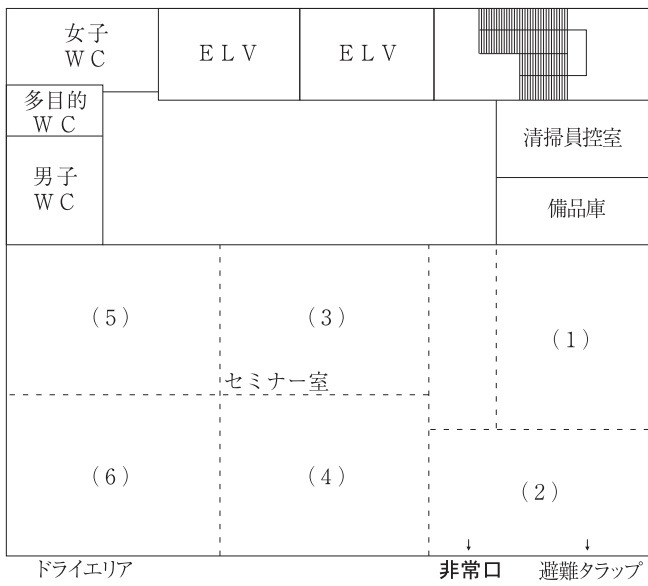 女子
ＷＣ
ＥＬＶ
ＥＬＶ
多目的
ＷＣ
清掃員控室
男子
ＷＣ
備品庫
(5)
(3)
(1)
セミナー室
(6)
(4)
(2)
ドライエリア
非常口
避難タラップ